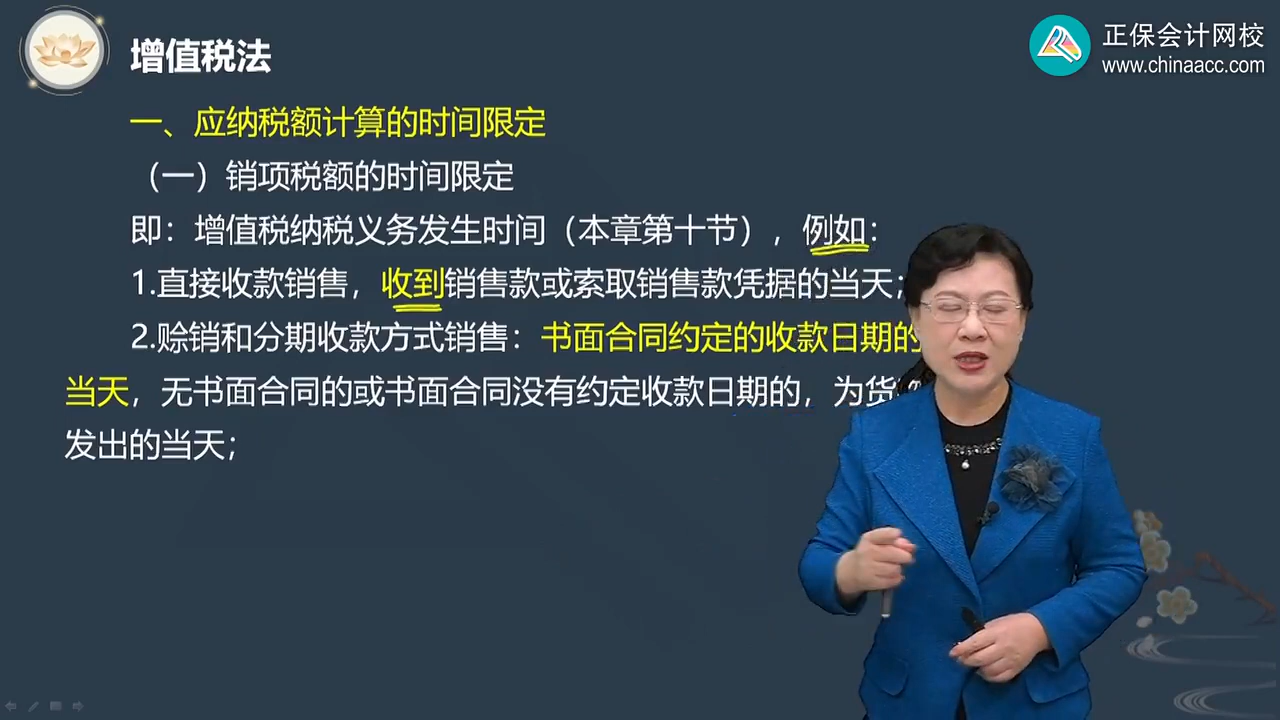 增值税法
正保会计网校
www.chinaacc.com
一、应纳税额计算的时间限定
（一）销项税额的时间限定
即：增值税纳税义务发生时间（本章第十节），例如：
1.直接收款销售，收到销售款或索取销售款凭据的当天；
2.赊销和分期收款方式销售：书面合同约定的收款日期的
当天，无书面合同的或书面合同没有约定收款日期的，为货
发出的当天；